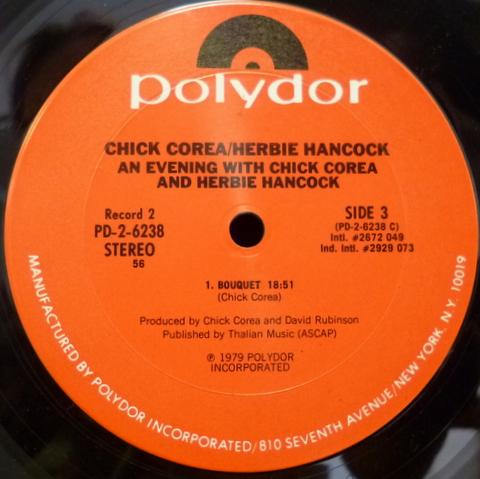 polydor
CHICK COREA/HERBIE HANCOCK
AN EVENING WITH CHICK COREA
AND HERBIE HANCOCK
Record 2
PD-2-6238
STEREO
56
SIDE 3
(PD-2-6238 C)
Intl. #2672 049
Ind. Intl. #2929 073
1. BOUQUET 18:51
(Chick Corea)
Produced by Chick Corea and David Rubinson
Published by Thalian Music (ASCAP)
℗ 1979 POLYDOR
INCORPORATED
MANUFACTURED BY POLYDOR INCORPORATED/810 SEVENTH AVENUE/NEW YORK, N.Y. 10019